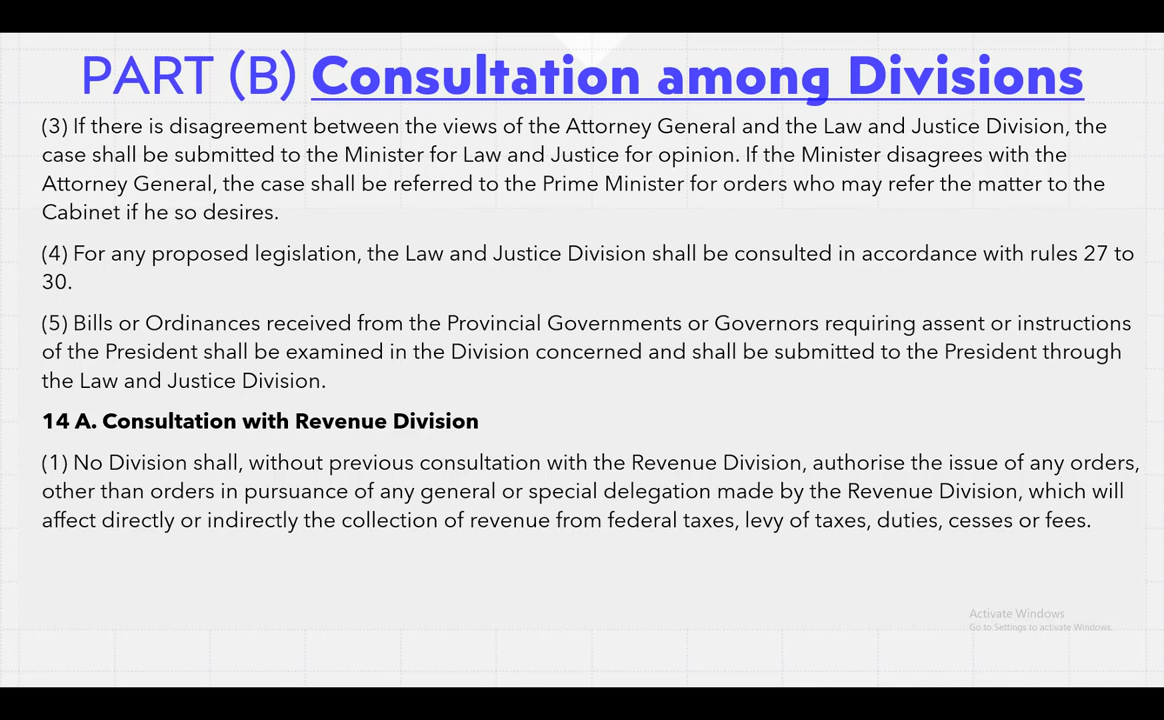 PART (B) Consultation among Divisions
(3) If there is disagreement between the views of the Attorney General and the Law and Justice Division, the
case shall be submitted to the Minister for Law and Justice for opinion. If the Minister disagrees with the
Attorney General, the case shall be referred to the Prime Minister for orders who may refer the matter to the
Cabinet if he so desires.
(4) For any proposed legislation, the Law and Justice Division shall be consulted in accordance with rules 27 to
30.
(5) Bills or Ordinances received from the Provincial Governments or Governors requiring assent or instructions
of the President shall be examined in the Division concerned and shall be submitted to the President through
the Law and Justice Division.
14 A. Consultation with Revenue Division
(1) No Division shall, without previous consultation with the Revenue Division, authorise the issue of any orders,
other than orders in pursuance of any general or special delegation made by the Revenue Division, which will
affect directly or indirectly the collection of revenue from federal taxes, levy of taxes, duties, cesses or fees.
Activate Windows
Go to Settings to activate Windows.